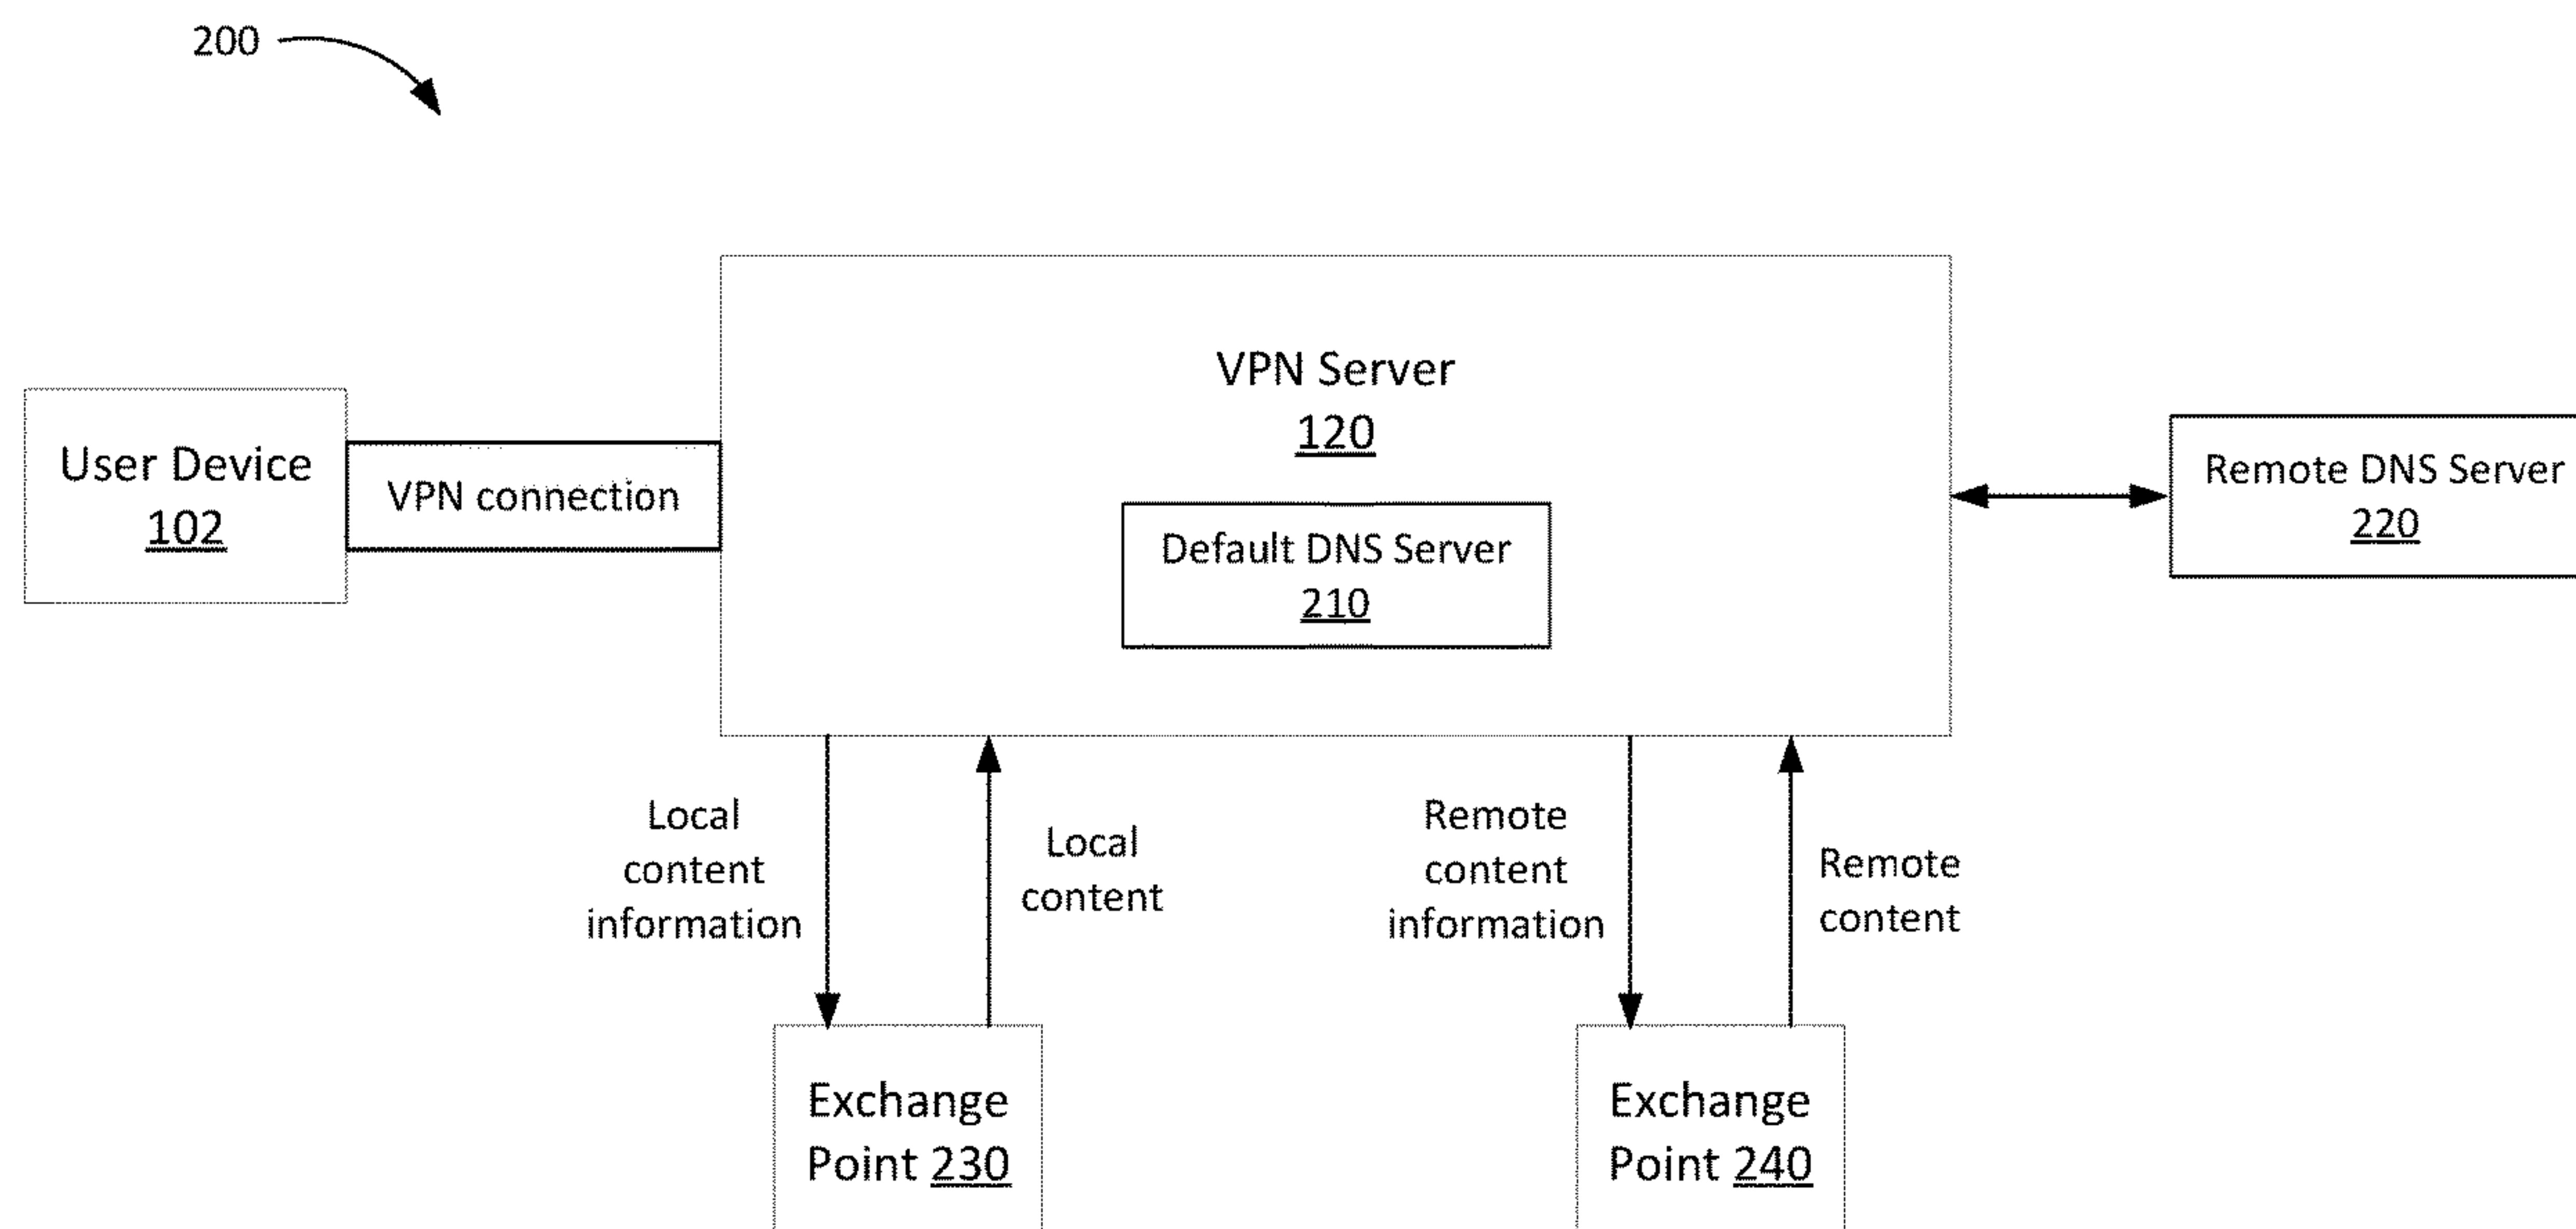 200
VPN Server
120
User Device
102
VPN connection
Default DNS Server
210
Remote DNS Server
220
Local
content
information
Local
content
Remote
content
information
Remote
content
Exchange
Point 230
Exchange
Point 240